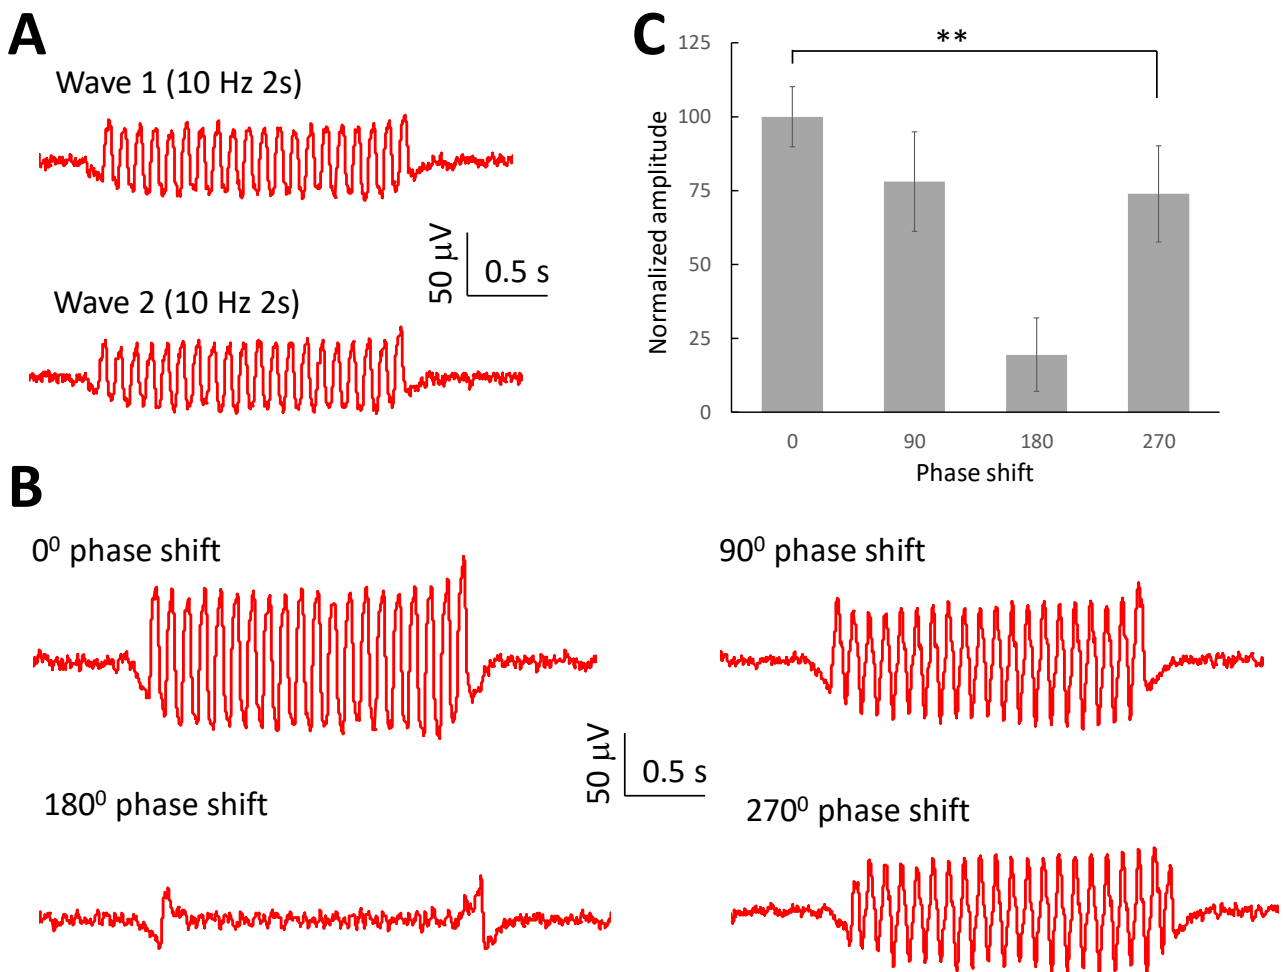 A
Wave 1 (10 Hz 2s)
50 μV
0.5 s
Wave 2 (10 Hz 2s)
C
**
125
100
75
50
25
0
Normalized amplitude
0 90 180 270
Phase shift
B
0⁰ phase shift
90⁰ phase shift
50 μV
0.5 s
180⁰ phase shift
270⁰ phase shift